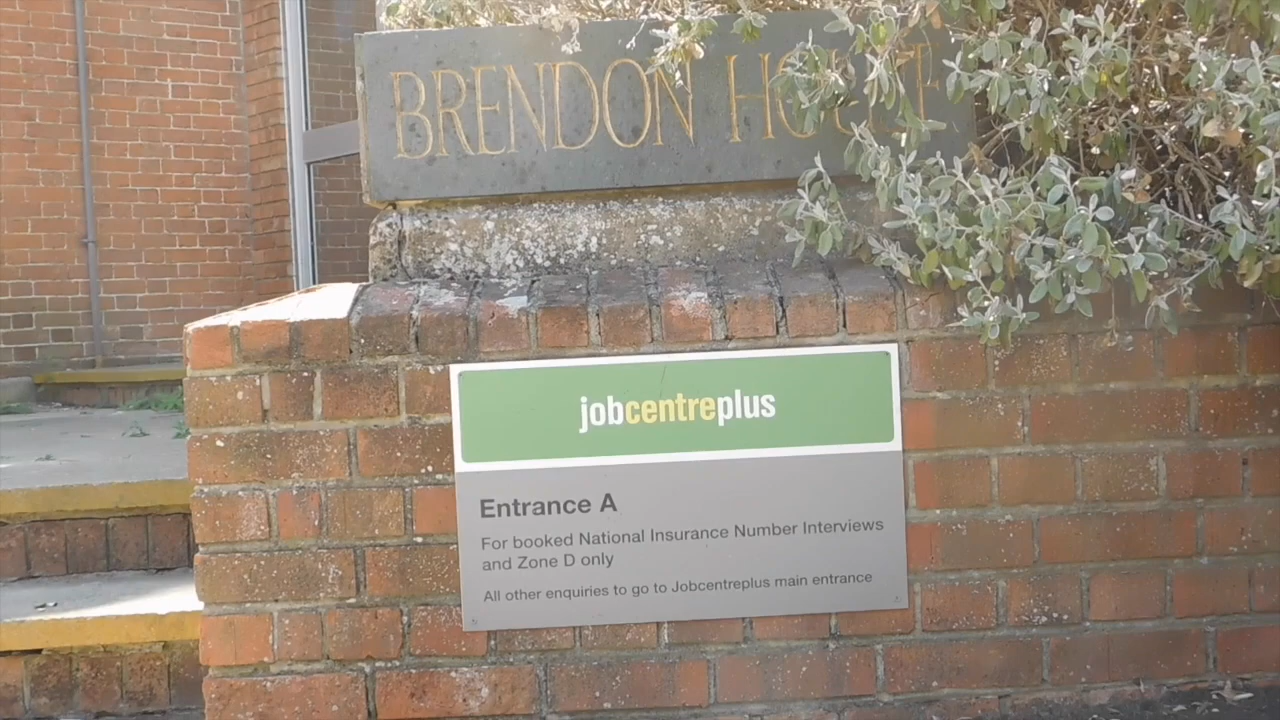 BRENDON HOUSE
jobcentreplus
Entrance A
For booked National Insurance Number Interviews
and Zone D only
All other enquiries to go to Jobcentreplus main entrance